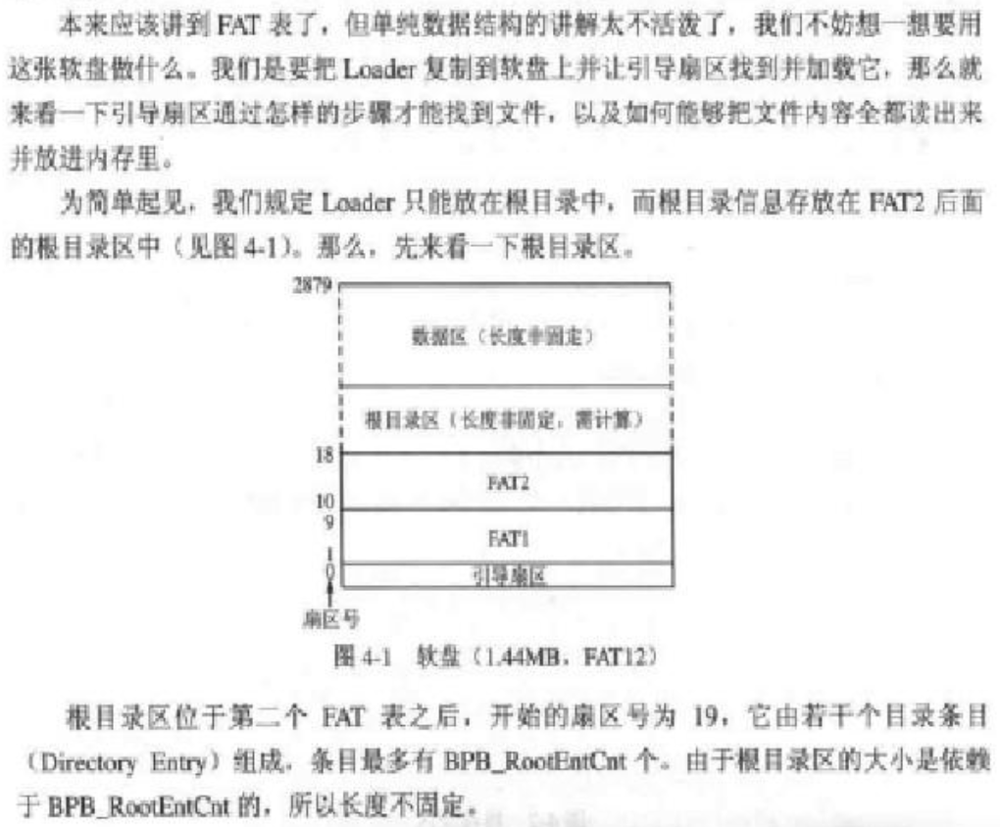 本来应该讲到 FAT 表了，但单纯数据结构的讲解太不活泼了，我们不妨想一想要用
这张软盘做什么。我们是要把 Loader 复制到软盘上并让引导扇区找到并加载它，那么就
来看一下引导扇区通过怎样的步骤才能找到文件，以及如何能够把文件内容全都读出来
并放进内存里。
为简单起见，我们规定 Loader 只能放在根目录中，而根目录信息存放在 FAT2 后面
的根目录区中（见图 4-1）。那么，先来看一下根目录区。
2879
数据区（长度非固定）
根目录区（长度非固定，需计算）
18
FAT2
10
9
FAT1
1
0
引导扇区
扇区号
图 4-1 软盘（1.44MB，FAT12）
根目录区位于第二个 FAT 表之后，开始的扇区号为 19，它由若干个目录条目
（Directory Entry）组成，条目最多有 BPB_RootEntCnt 个。由于根目录区的大小是依赖
于 BPB_RootEntCnt 的，所以长度不固定。